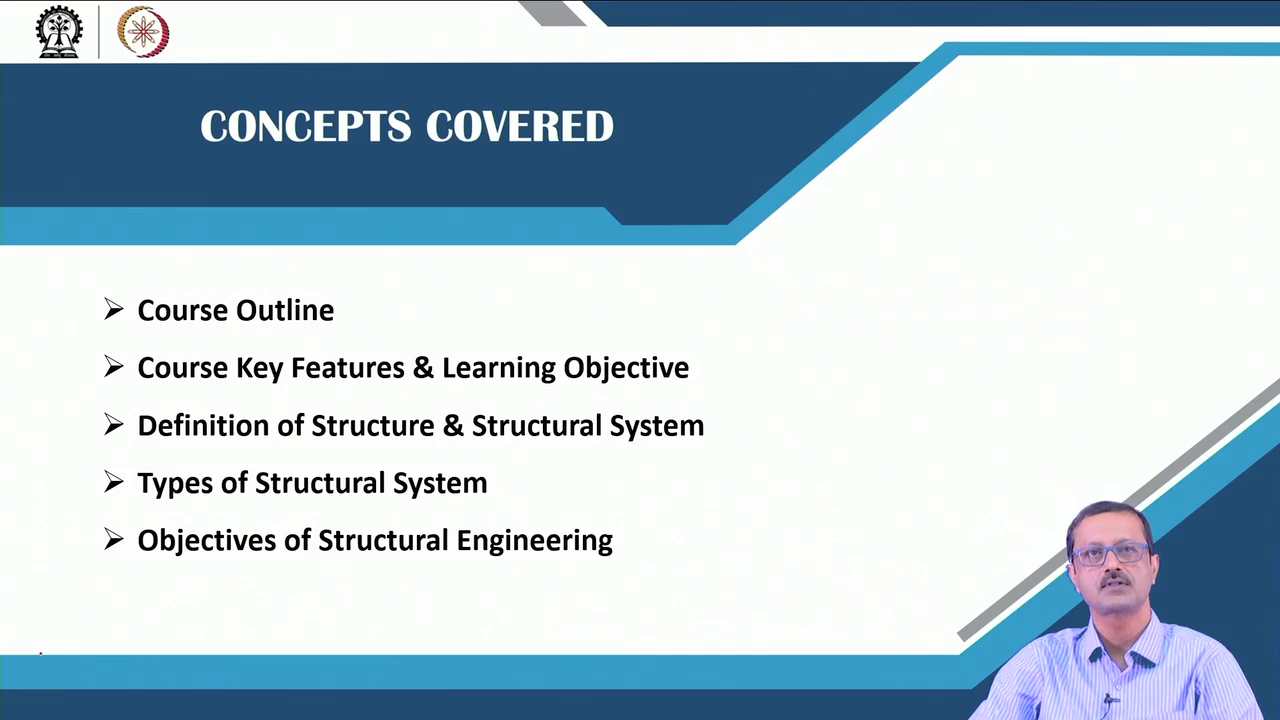 CONCEPTS COVERED
➢ Course Outline
➢ Course Key Features & Learning Objective
➢ Definition of Structure & Structural System
➢ Types of Structural System
➢ Objectives of Structural Engineering